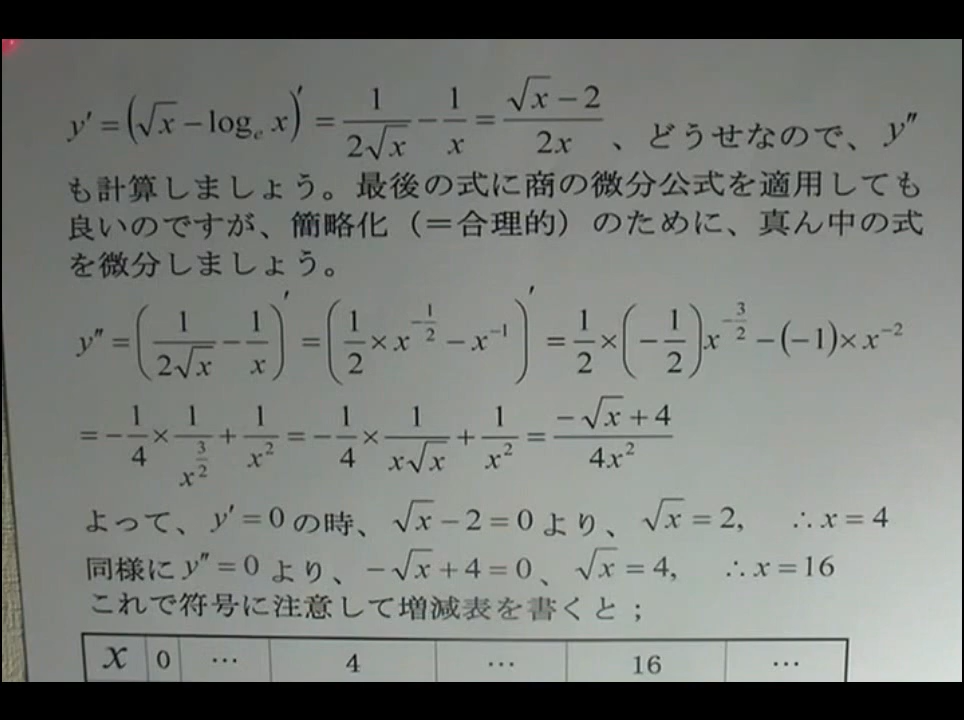 y′ = (√x − logₑ x)′ = 1/(2√x) − 1/x = (√x − 2)/(2x) 、どうせなので、y″
も計算しましょう。最後の式に商の微分公式を適用しても
良いのですが、簡略化（＝合理的）のために、真ん中の式
を微分しましょう。
y″ = (1/(2√x) − 1/x)′ = (1/2 × x^(−1/2) − x^(−1))′ = 1/2 × (−1/2)x^(−3/2) − (−1) × x^(−2)
= −1/4 × 1/x^(3/2) + 1/x² = −1/4 × 1/(x√x) + 1/x² = (−√x + 4)/(4x²)
よって、y′ = 0 の時、√x − 2 = 0 より、√x = 2, ∴ x = 4
同様に y″ = 0 より、−√x + 4 = 0、√x = 4, ∴ x = 16
これで符号に注意して増減表を書くと；
x 0 … 4 … 16 …